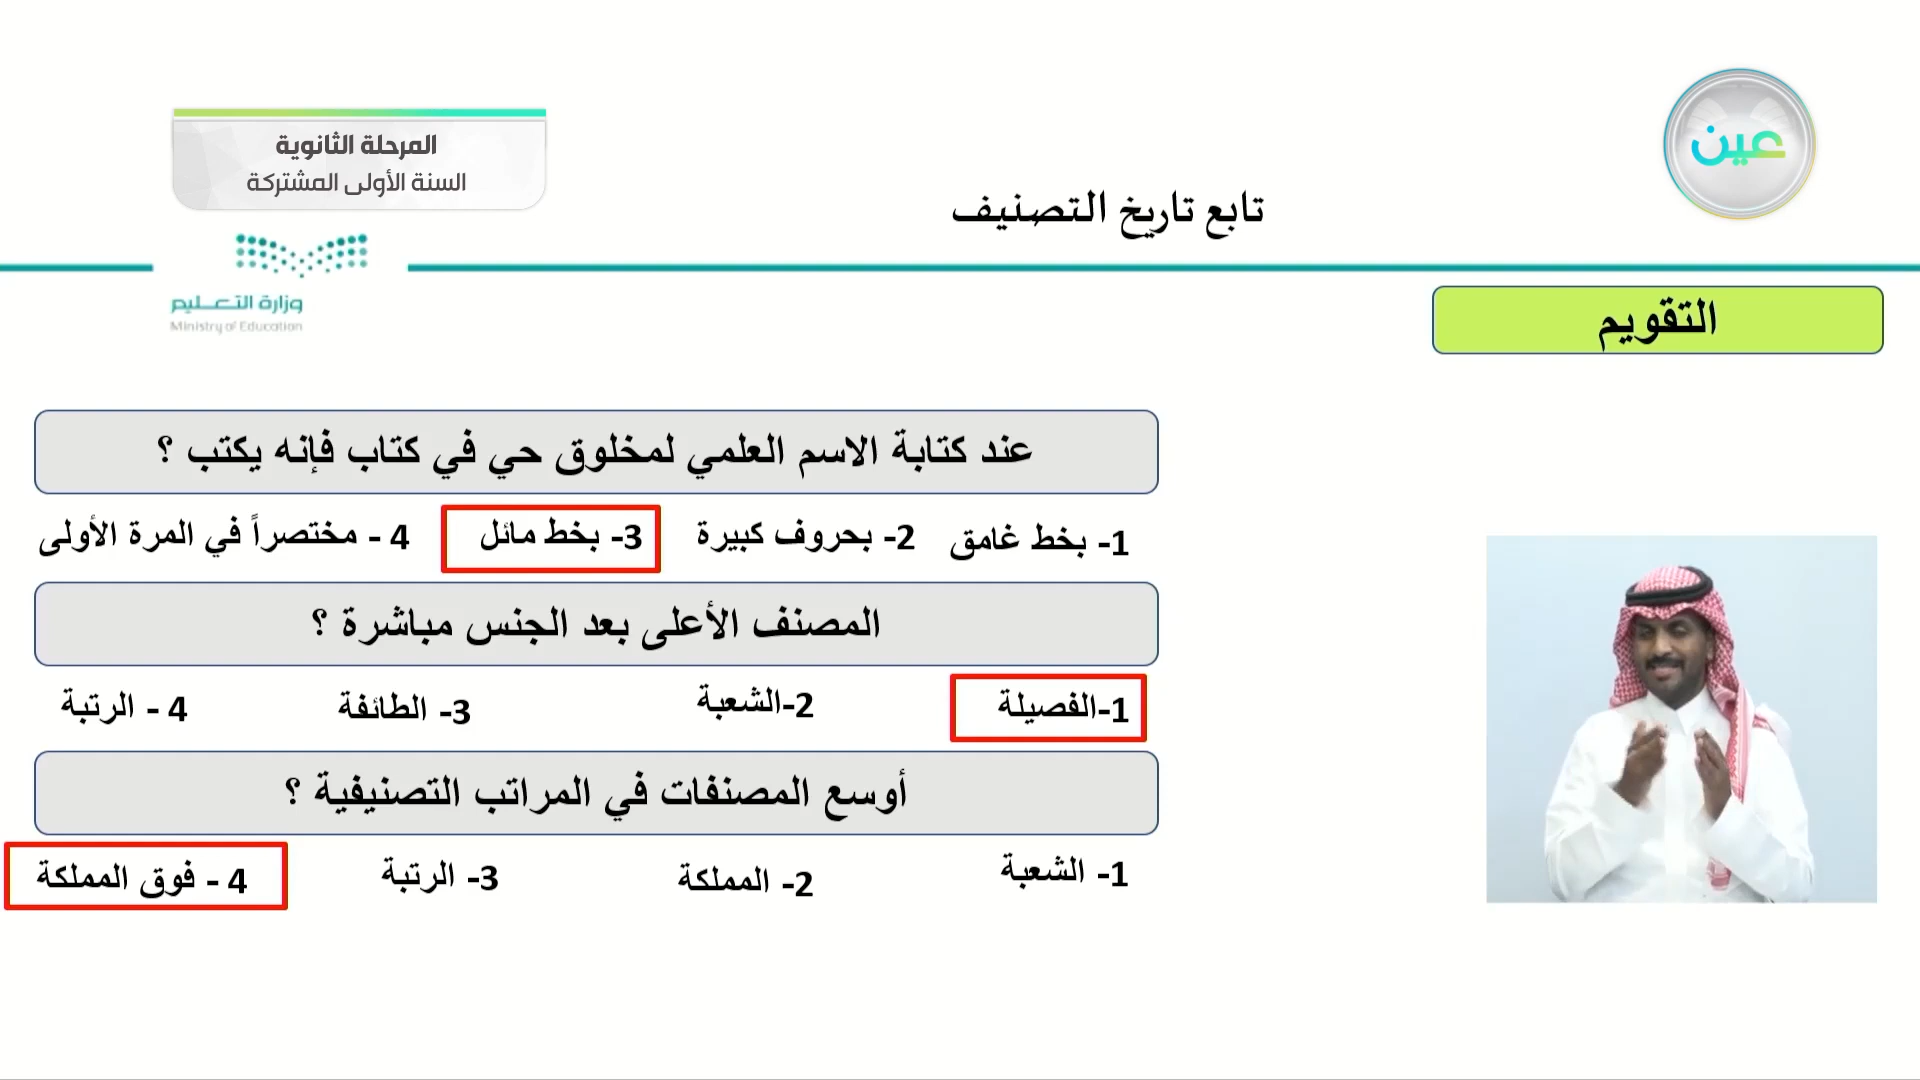 عين
المرحلة الثانوية
السنة الأولى المشتركة
تابع تاريخ التصنيف
وزارة التعـــليم
Ministry of Education
التقويم
عند كتابة الاسم العلمي لمخلوق حي في كتاب فإنه يكتب ؟
1- بخط غامق 2- بحروف كبيرة 3- بخط مائل 4 - مختصراً في المرة الأولى
المصنف الأعلى بعد الجنس مباشرة ؟
1-الفصيلة 2-الشعبة 3- الطائفة 4 - الرتبة
أوسع المصنفات في المراتب التصنيفية ؟
1- الشعبة 2- المملكة 3- الرتبة 4 - فوق المملكة